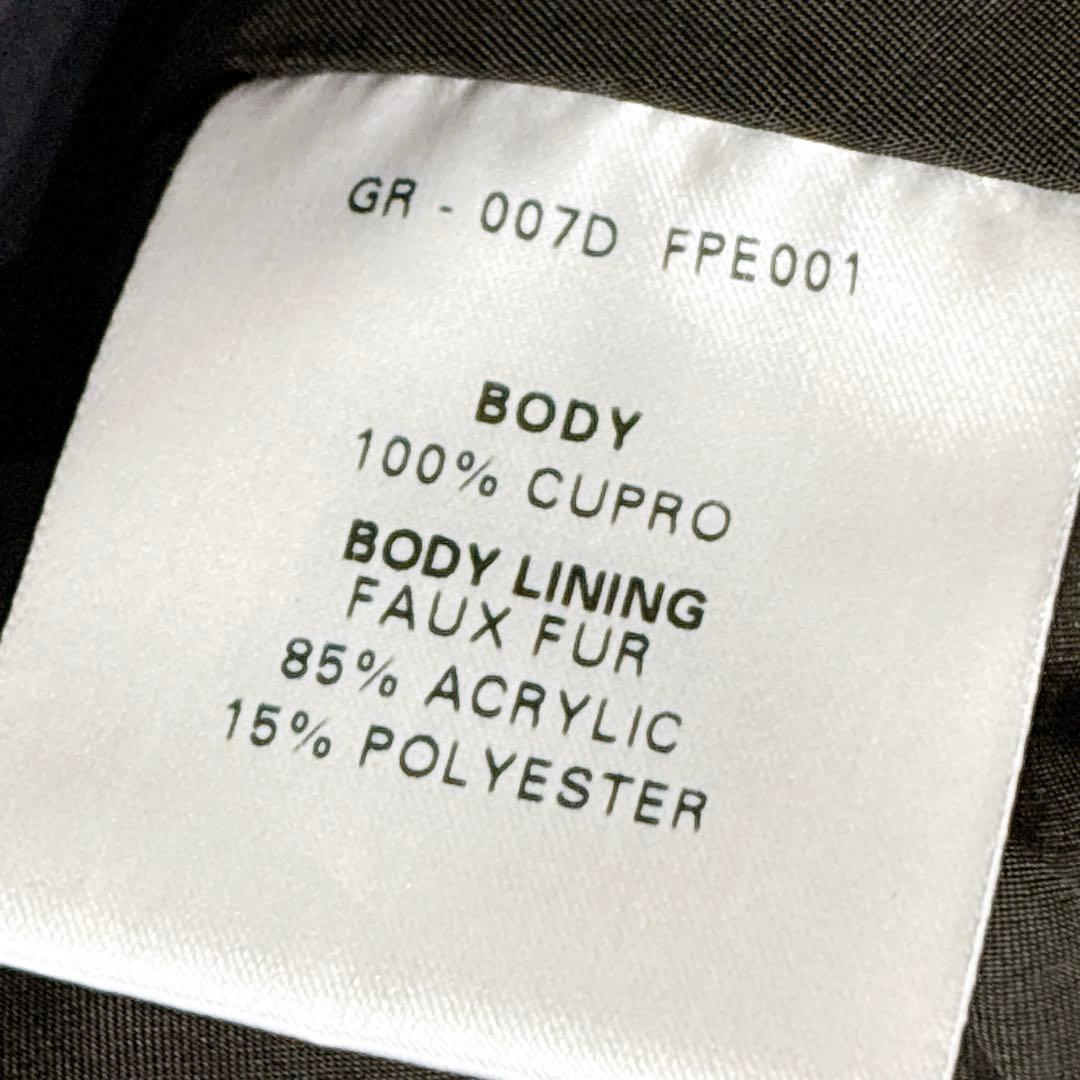 GR - 007D FPE001
BODY
100% CUPRO
BODY LINING
FAUX FUR
85% ACRYLIC
15% POLYESTER